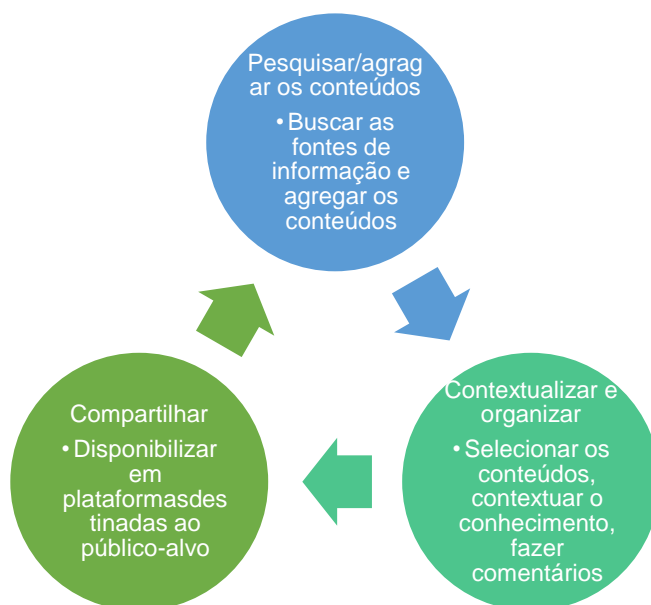 Pesquisar/agrag
ar os conteúdos
•Buscar as
fontes de
informação e
agregar os
conteúdos
Contextualizar e
organizar
•Selecionar os
conteúdos,
contextuar o
conhecimento,
fazer
comentários
Compartilhar
•Disponibilizar
em
plataformasdes
tinadas ao
público-alvo